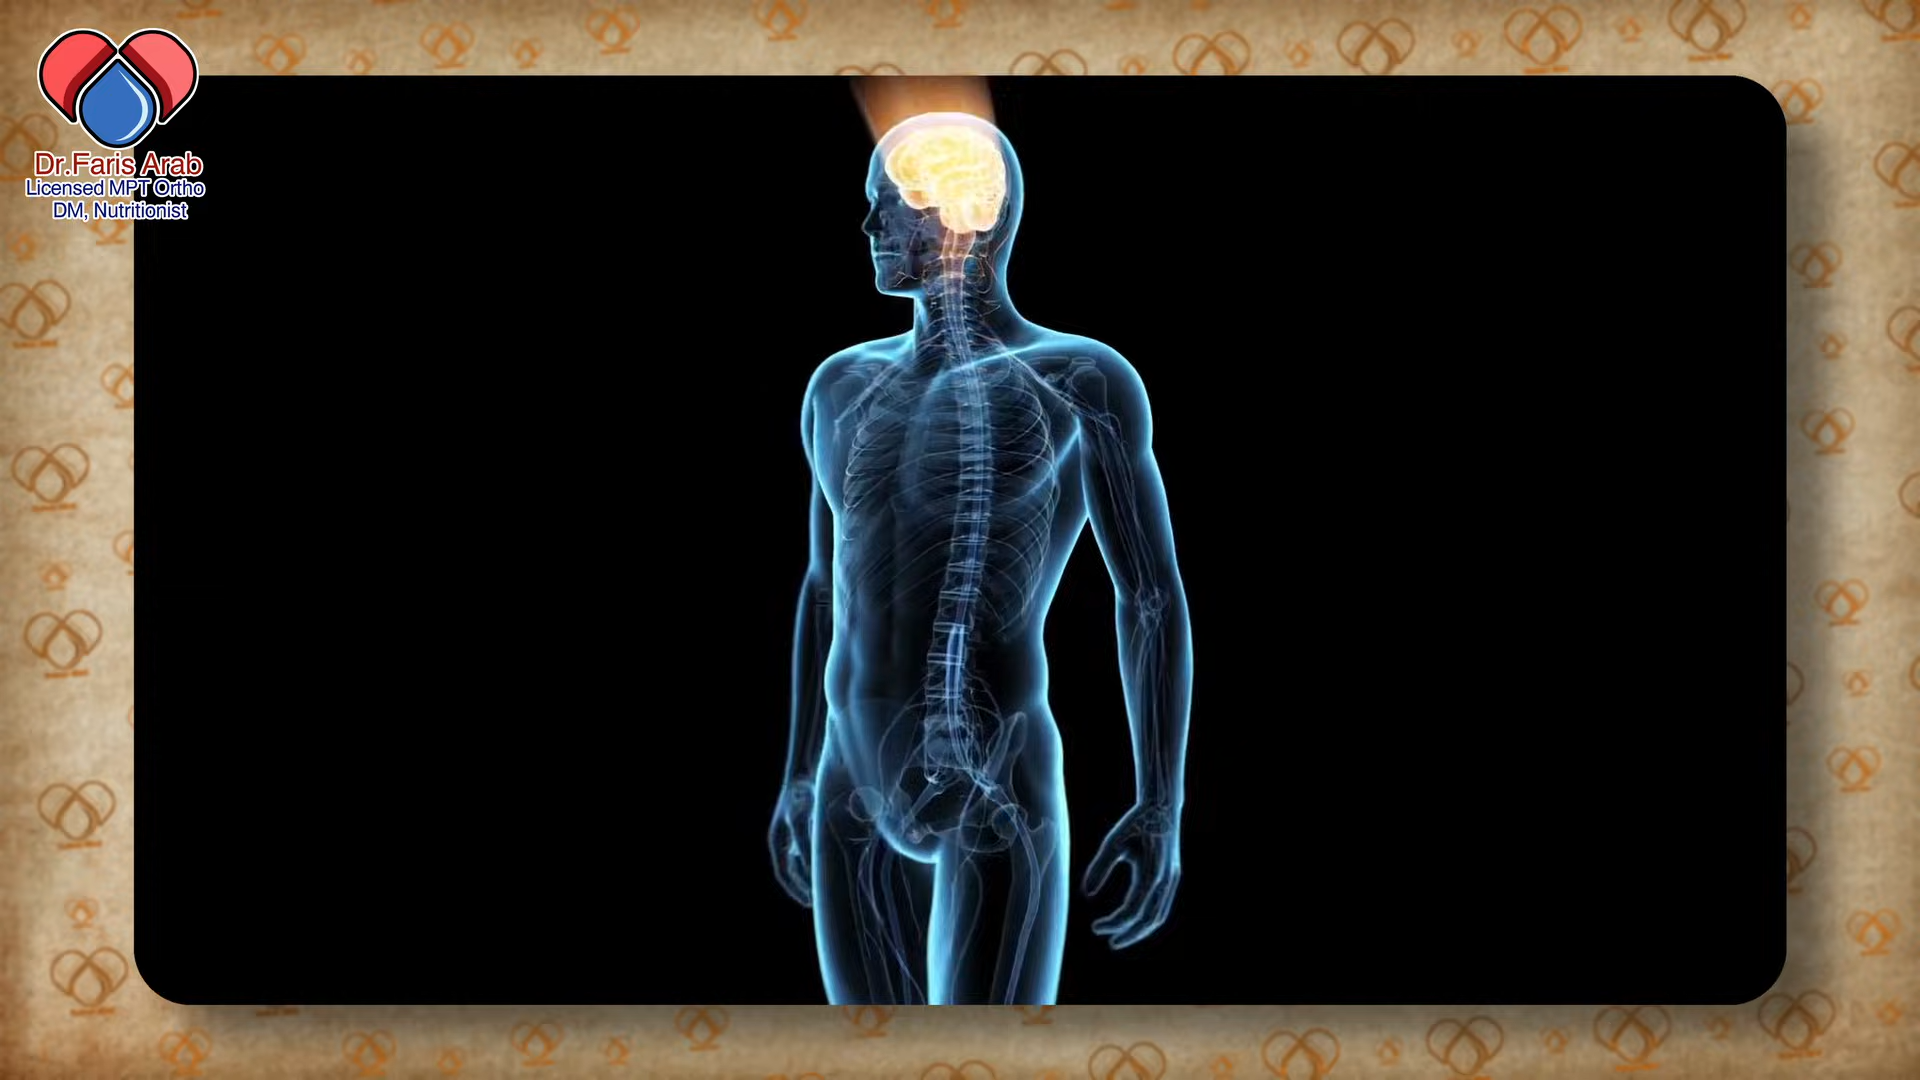 Dr.Faris Arab
Licensed MPT Ortho
DM, Nutritionist